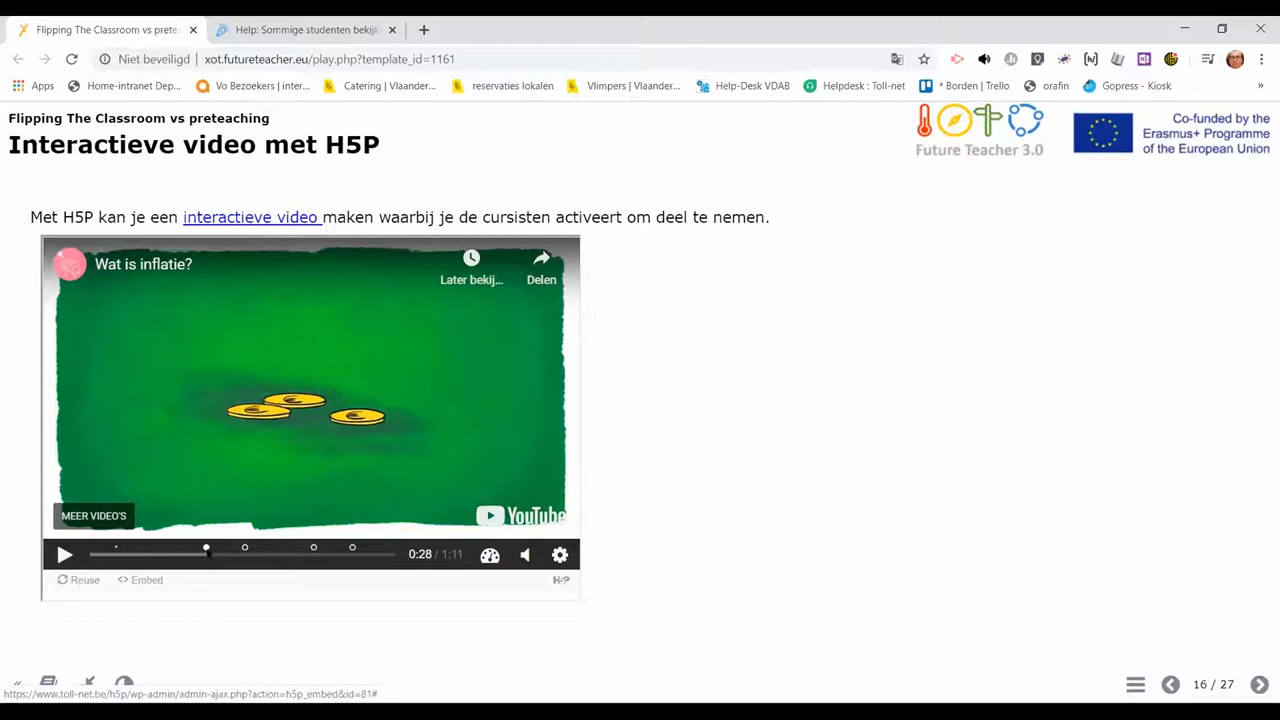 Flipping The Classroom vs prete
Help: Sommige studenten bekijk
Niet beveiligd
xot.futureteacher.eu/play.php?template_id=1161
Apps
Home-intranet Dep...
Vo Bezoekers | inter...
Catering | Vlaander...
reservaties lokalen
Vlimpers | Vlaander...
Help-Desk VDAB
Helpdesk : Toll-net
* Borden | Trello
orafin
Gopress - Kiosk
»
Flipping The Classroom vs preteaching
Interactieve video met H5P
Future Teacher 3.0
Co-funded by the
Erasmus+ Programme
of the European Union
Met H5P kan je een interactieve video maken waarbij je de cursisten activeert om deel te nemen.
Wat is inflatie?
Later bekij...
Delen
MEER VIDEO'S
YouTube
0:28 / 1:11
Reuse
Embed
H5P
https://www.toll-net.be/h5p/wp-admin/admin-ajax.php?action=h5p_embed&id=81#
16 / 27